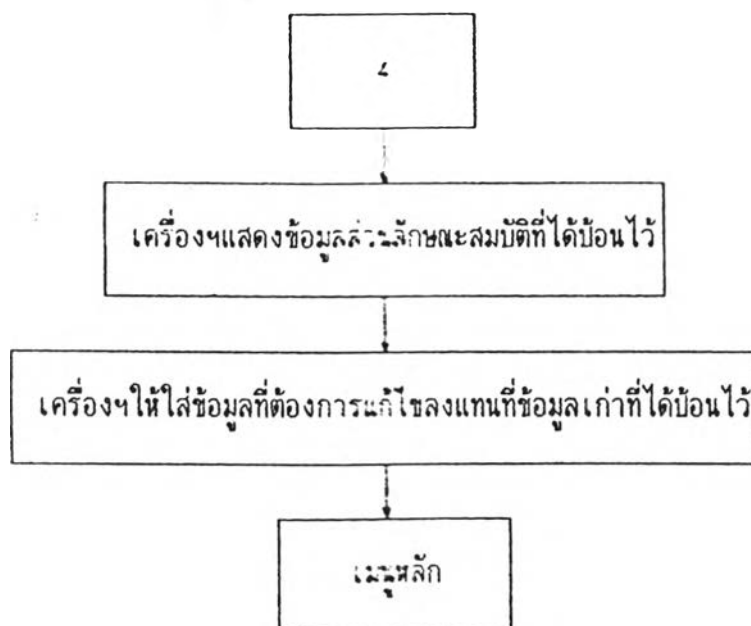 4
เครื่องฯแสดงข้อมูลส่วนลักษณะสมบัติที่ได้ป้อนไว้
เครื่องฯให้ใส่ข้อมูลที่ต้องการแก้ไขลงแทนที่ข้อมูลเก่าที่ได้ป้อนไว้
เมนูหลัก